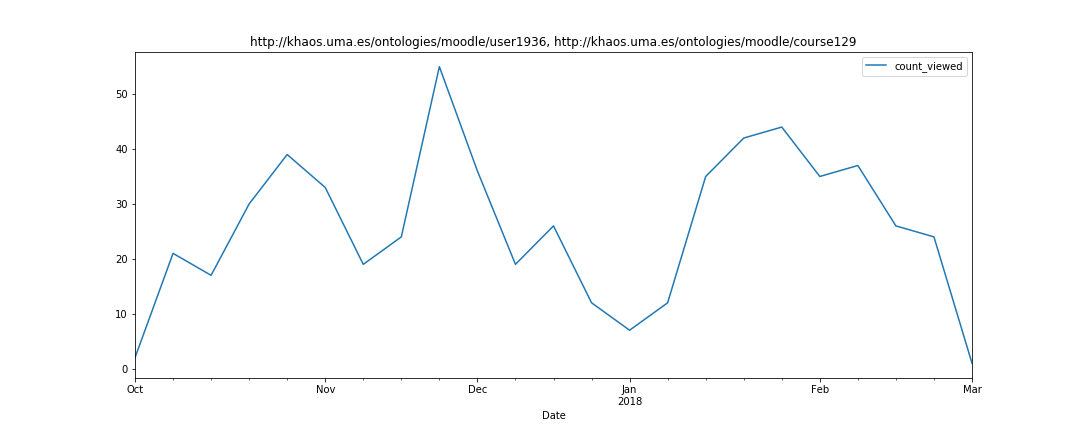 http://khaos.uma.es/ontologies/moodle/user1936, http://khaos.uma.es/ontologies/moodle/course129
count_viewed
50
40
30
20
10
0
Oct Nov Dec Jan Feb Mar
2018
Date